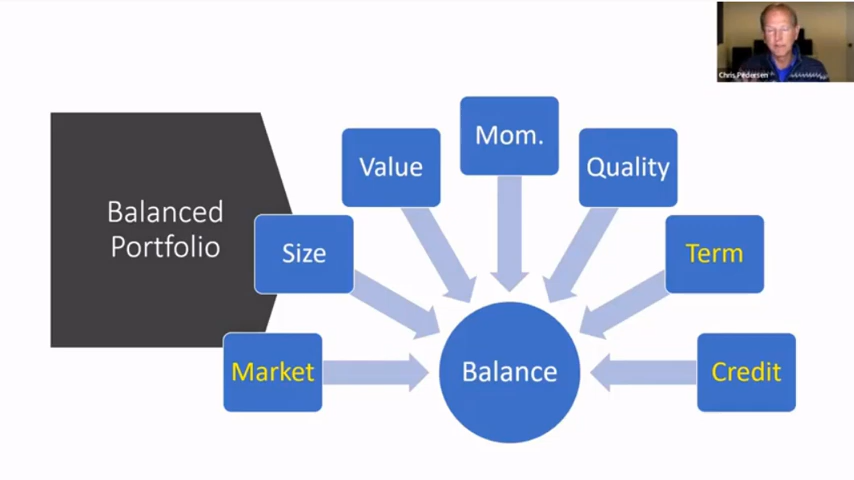 Chris Pedersen
Mom.
Value
Quality
Balanced
Portfolio
Size
Term
Market
Balance
Credit